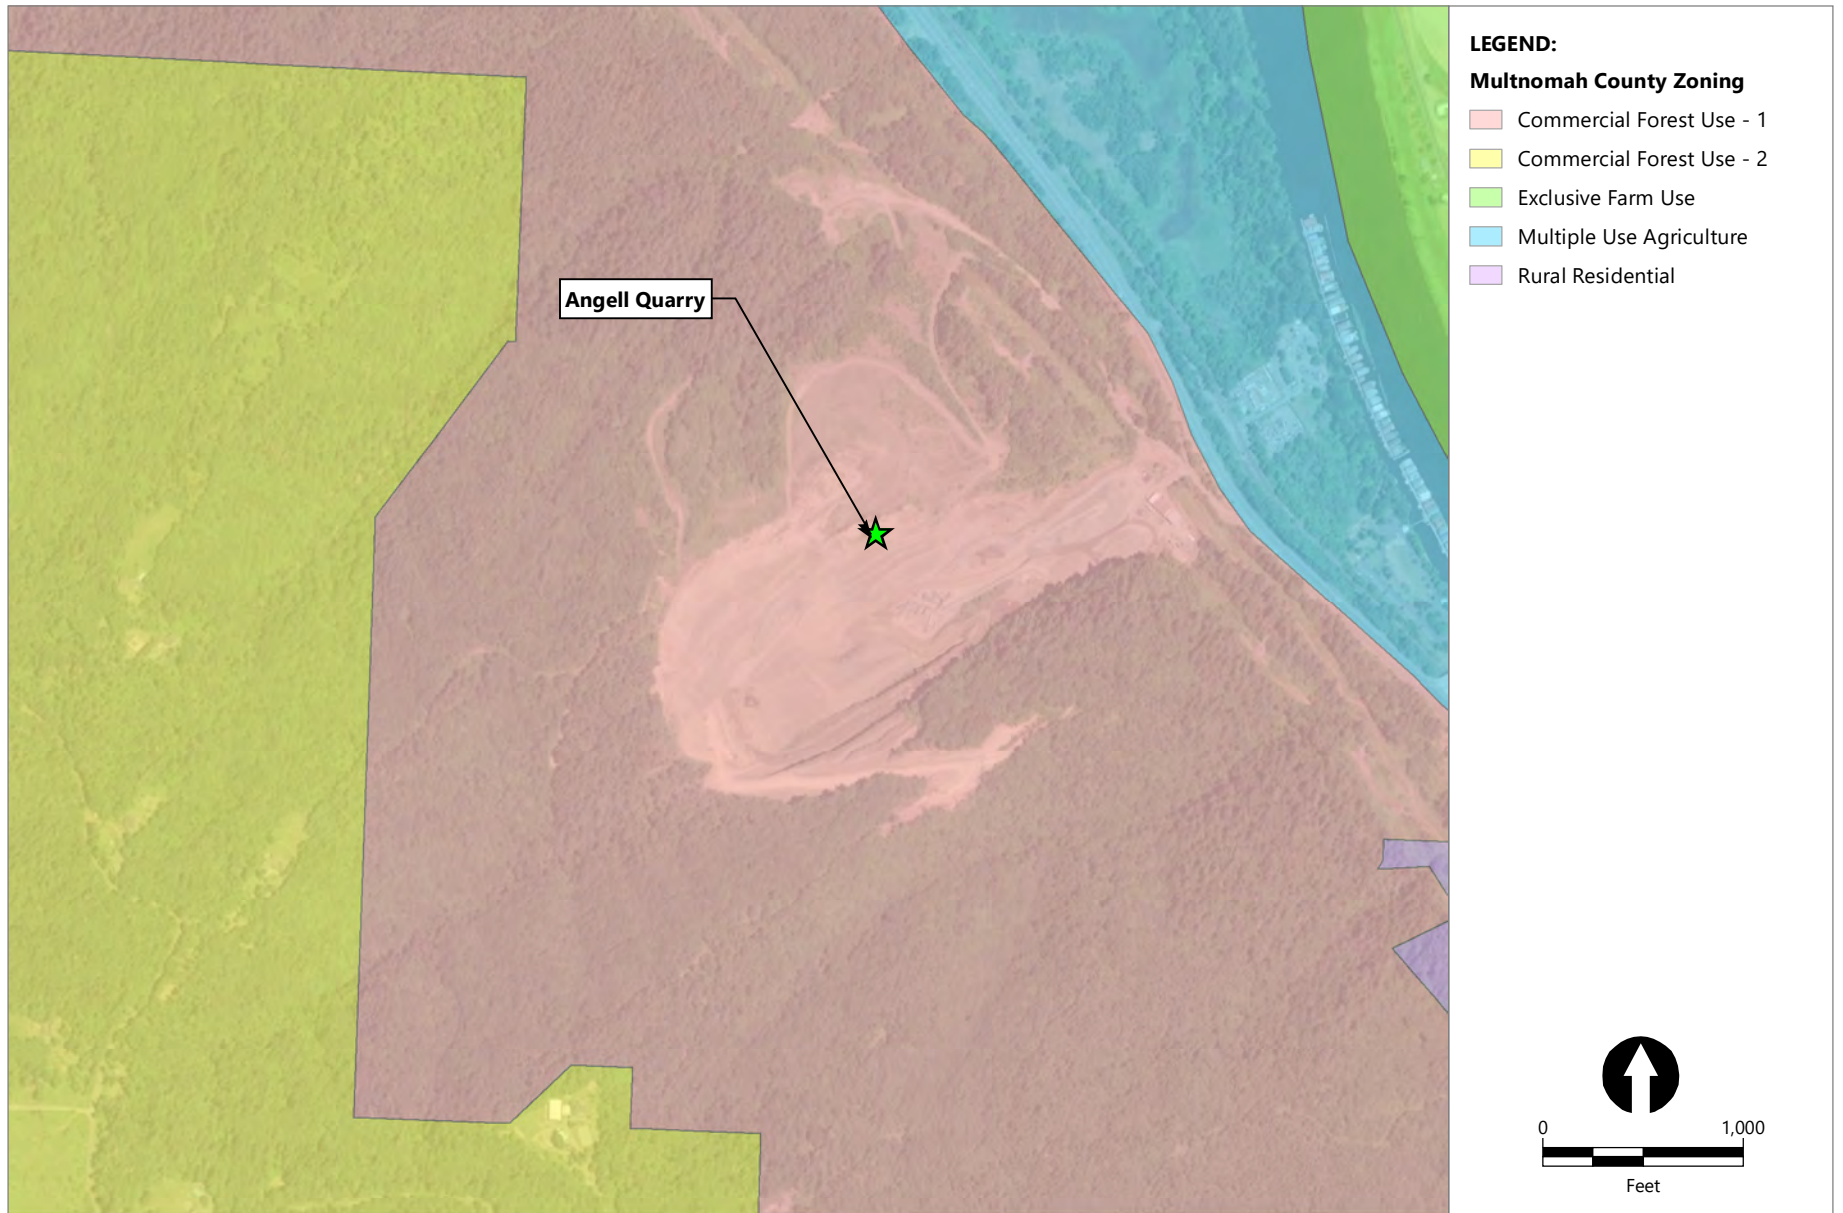 Angell Quarry
LEGEND:
Multnomah County Zoning
Commercial Forest Use - 1
Commercial Forest Use - 2
Exclusive Farm Use
Multiple Use Agriculture
Rural Residential
0 1,000
Feet